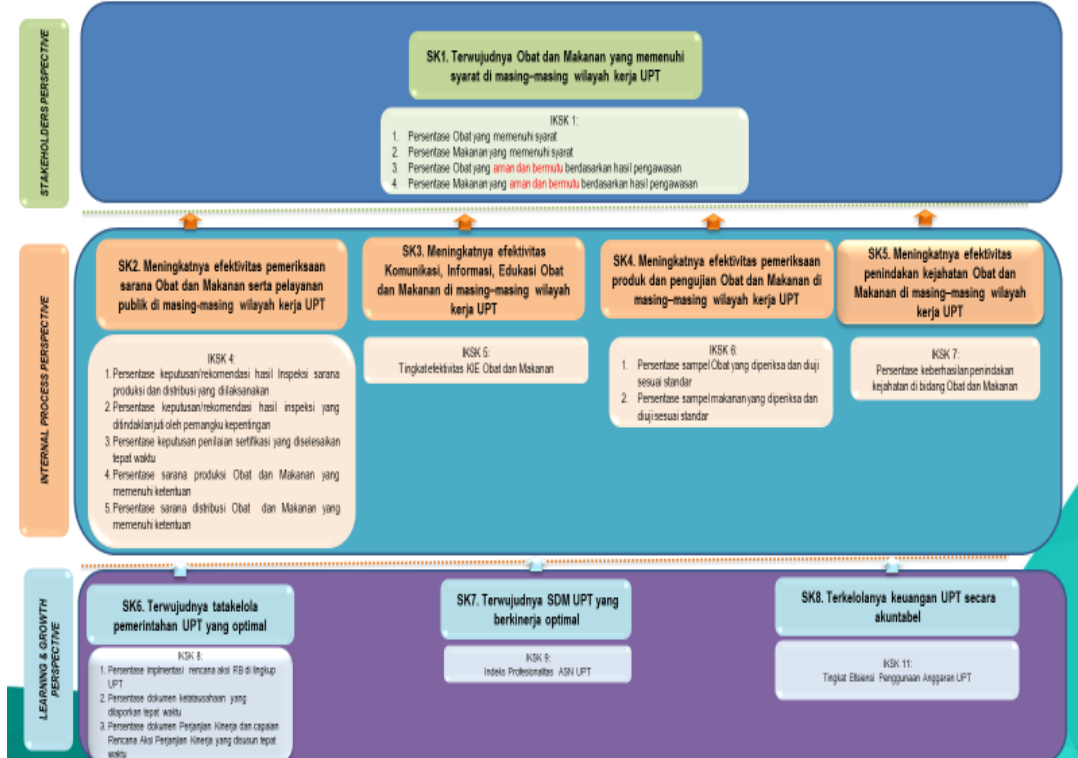 STAKEHOLDERS PERSPECTIVE
SK1. Terwujudnya Obat dan Makanan yang memenuhi
syarat di masing–masing wilayah kerja UPT
IKSK 1:
1. Persentase Obat yang memenuhi syarat
2. Persentase Makanan yang memenuhi syarat
3. Persentase Obat yang aman dan bermutu berdasarkan hasil pengawasan
4. Persentase Makanan yang aman dan bermutu berdasarkan hasil pengawasan
INTERNAL PROCESS PERSPECTIVE
SK2. Meningkatnya efektivitas pemeriksaan
sarana Obat dan Makanan serta pelayanan
publik di masing-masing wilayah kerja UPT
IKSK 4:
1. Persentase keputusan/rekomendasi hasil Inspeksi sarana
produksi dan distribusi yang dilaksanakan
2. Persentase keputusan/rekomendasi hasil inspeksi yang
ditindaklanjuti oleh pemangku kepentingan
3. Persentase keputusan penilaian sertifikasi yang diselesaikan
tepat waktu
4. Persentase sarana produksi Obat dan Makanan yang
memenuhi ketentuan
5. Persentase sarana distribusi Obat dan Makanan yang
memenuhi ketentuan
SK3. Meningkatnya efektivitas
Komunikasi, Informasi, Edukasi Obat
dan Makanan di masing–masing wilayah
kerja UPT
IKSK 5:
Tingkat efektivitas KIE Obat dan Makanan
SK4. Meningkatnya efektivitas pemeriksaan
produk dan pengujian Obat dan Makanan di
masing–masing wilayah kerja UPT
IKSK 6:
1. Persentase sampel Obat yang diperiksa dan diuji
sesuai standar
2. Persentase sampel makanan yang diperiksa dan
diuji sesuai standar
SK5. Meningkatnya efektivitas
penindakan kejahatan Obat dan
Makanan di masing–masing wilayah
kerja UPT
IKSK 7:
Persentase keberhasilan penindakan
kejahatan di bidang Obat dan Makanan
LEARNING & GROWTH
PERSPECTIVE
SK6. Terwujudnya tatakelola
pemerintahan UPT yang optimal
IKSK 8:
1. Persentase implmentasi rencana aksi RB di lingkup
UPT
2. Persentase dokumen ketatausahaan yang
dilaporkan tepat waktu
3. Persentase dokumen Perjanjian Kinerja dan capaian
Rencana Aksi Perjanjian Kinerja yang disusun tepat
waktu
SK7. Terwujudnya SDM UPT yang
berkinerja optimal
IKSK 9:
Indeks Profesionalitas ASN UPT
SK8. Terkelolanya keuangan UPT secara
akuntabel
IKSK 11:
Tingkat Efisiensi Penggunaan Anggaran UPT